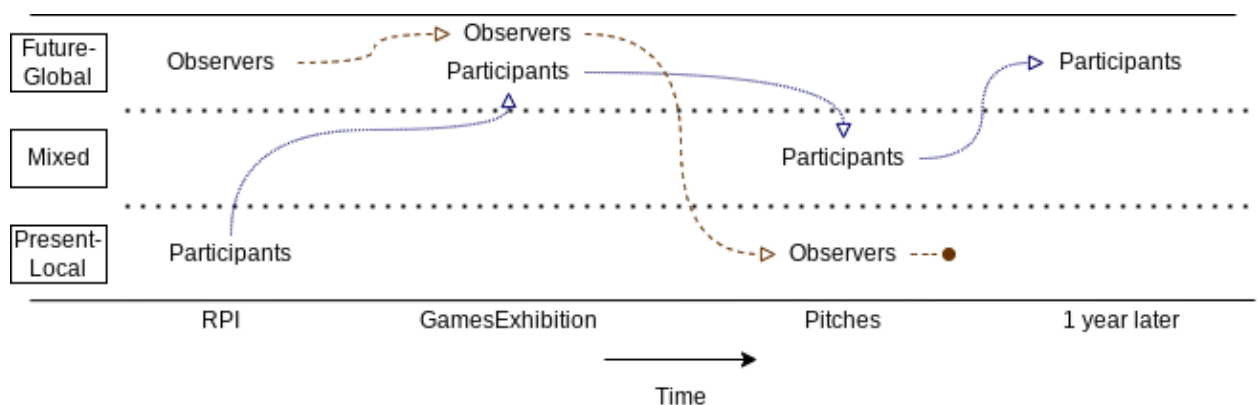 Observers
Future-
Global
Observers
Participants
Participants
Mixed
Participants
Present-
Local
Participants
Observers
RPI
GamesExhibition
Pitches
1 year later
Time